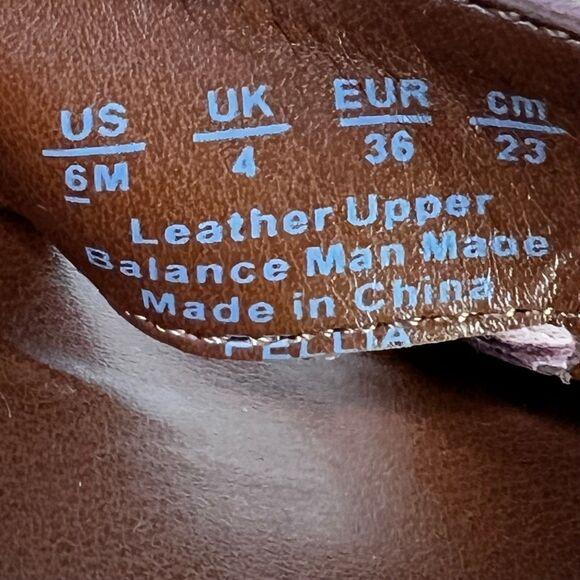 US UK EUR cm
6M 4 36 23
Leather Upper
Balance Man Made
Made in China